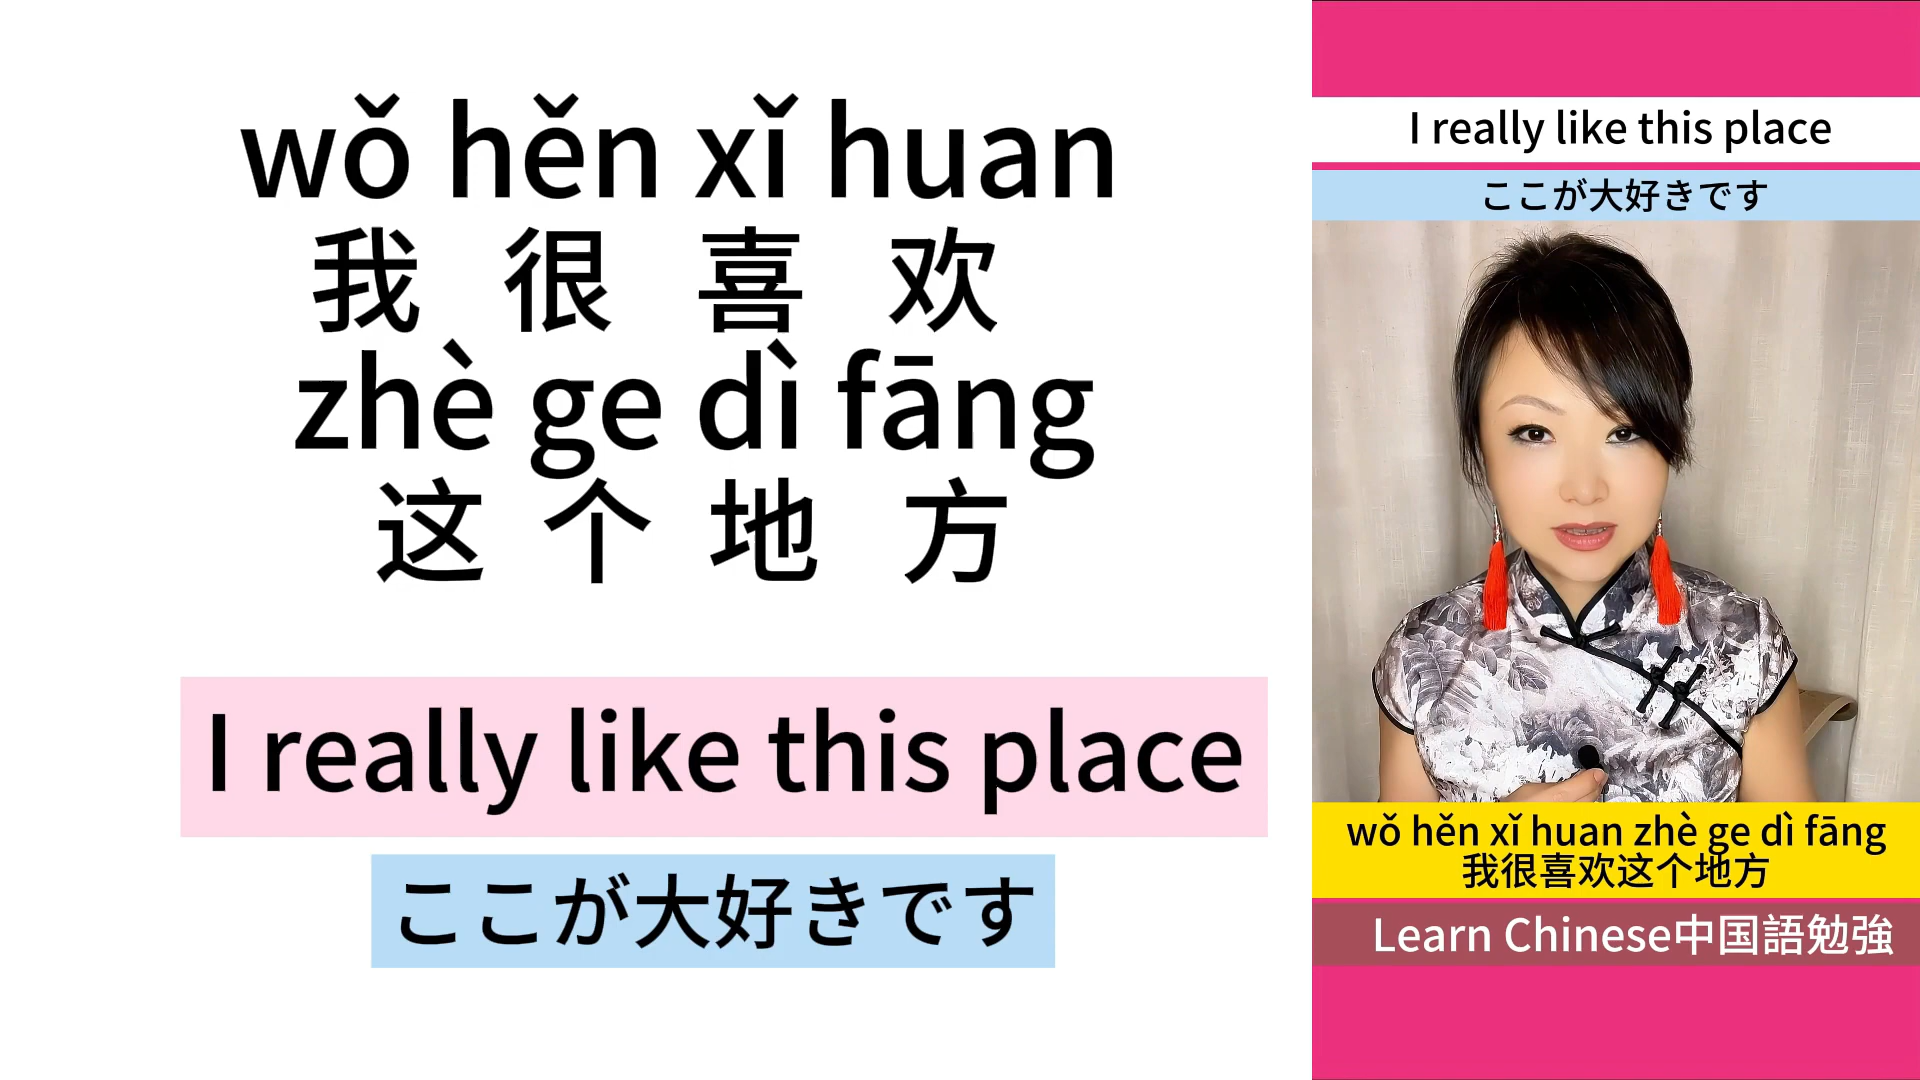 wǒ hěn xǐ huan
我 很 喜 欢
zhè ge dì fāng
这 个 地 方
I really like this place
ここが大好きです
I really like this place
ここが大好きです
wǒ hěn xǐ huan zhè ge dì fāng
我很喜欢这个地方
Learn Chinese中国語勉強